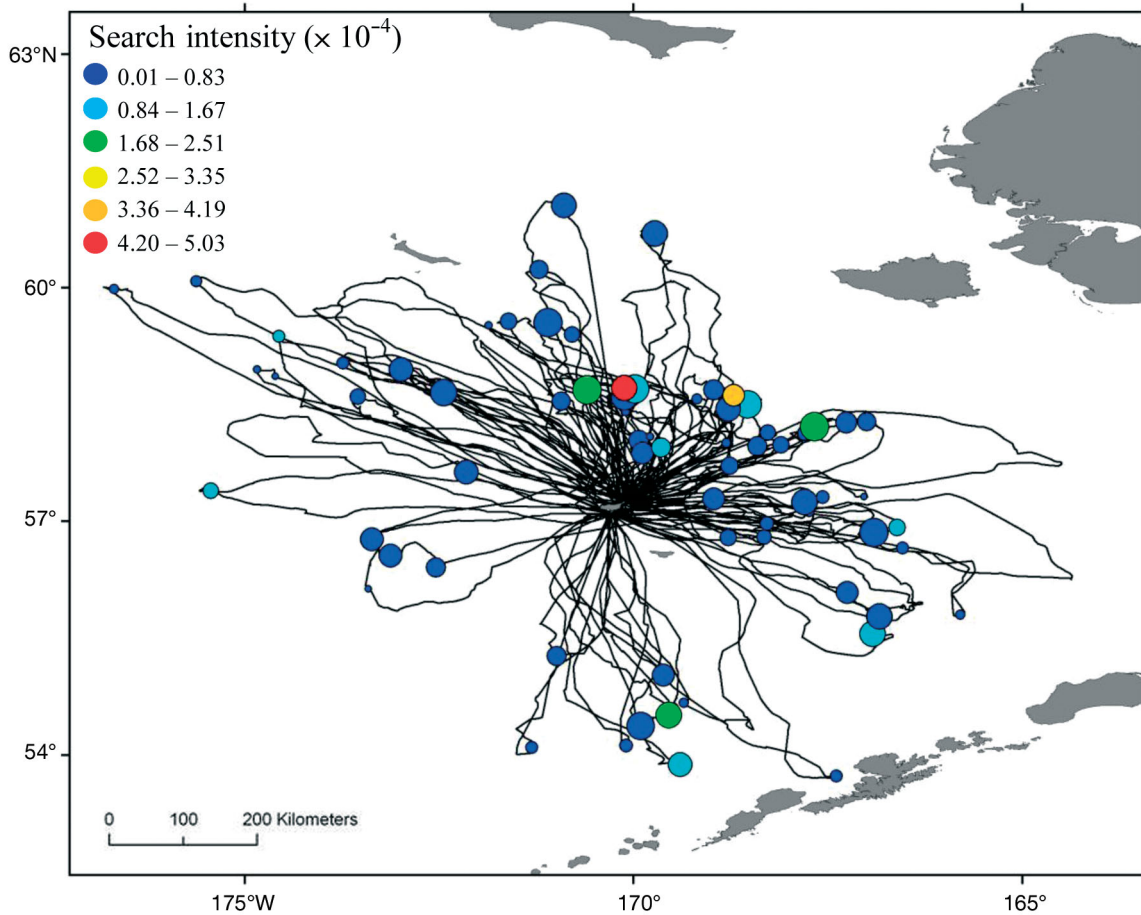 Search intensity (× 10⁻⁴)
0.01 – 0.83
0.84 – 1.67
1.68 – 2.51
2.52 – 3.35
3.36 – 4.19
4.20 – 5.03
63°N
60°
57°
54°
0 100 200 Kilometers
175°W 170° 165°